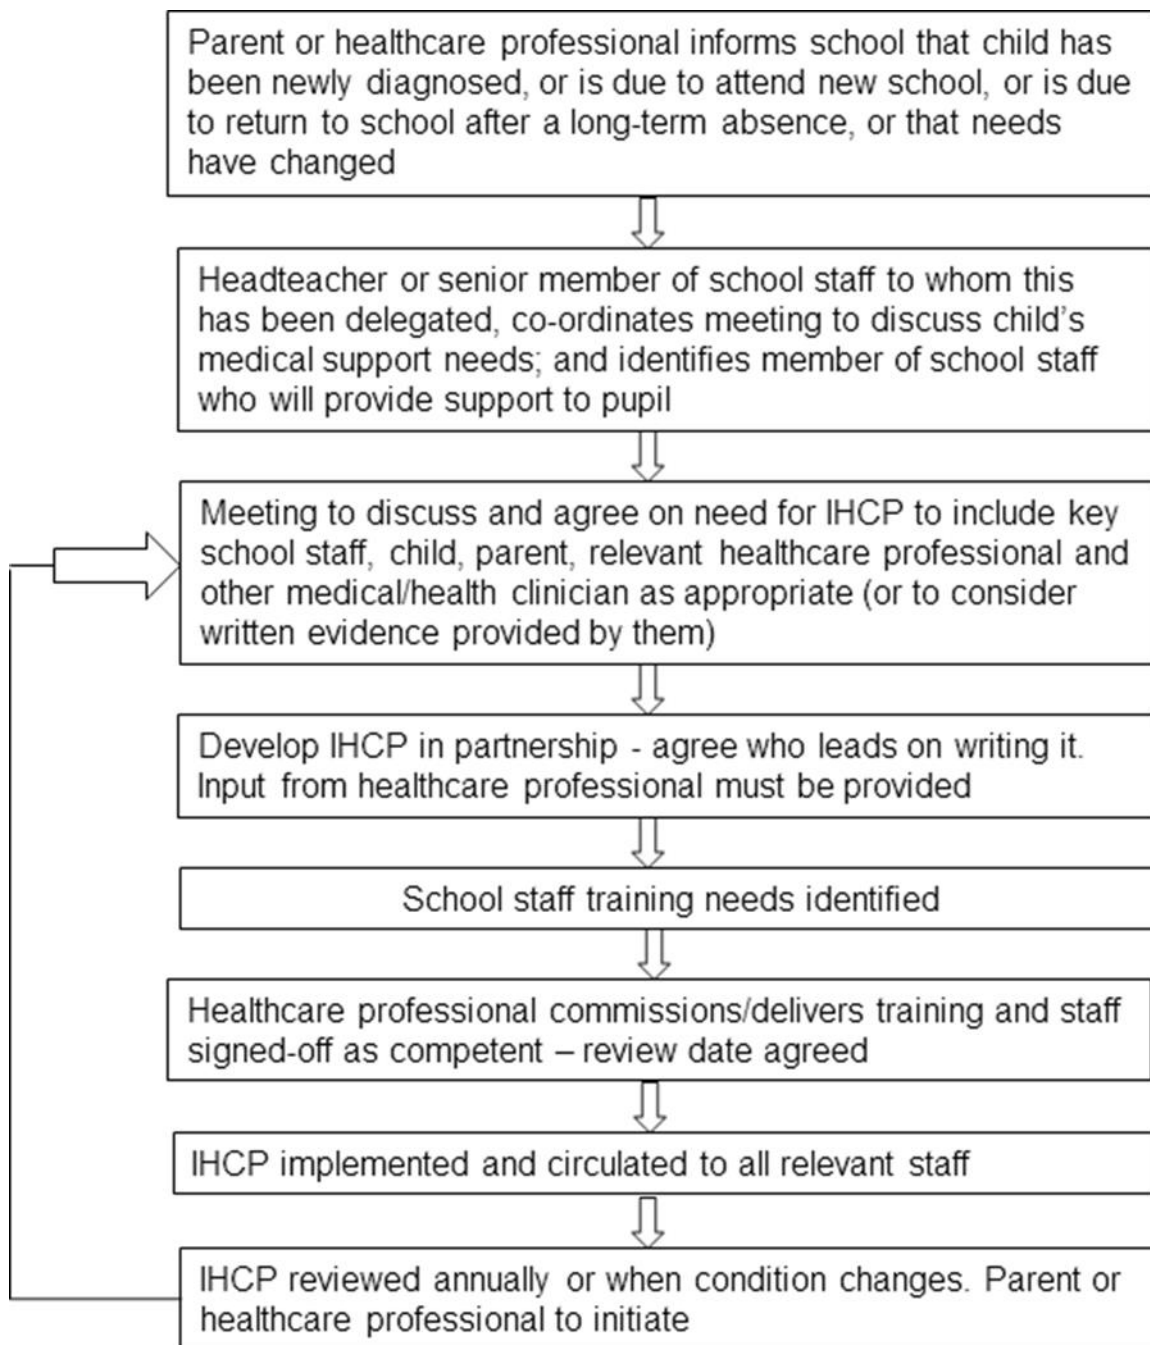 Parent or healthcare professional informs school that child has
been newly diagnosed, or is due to attend new school, or is due
to return to school after a long-term absence, or that needs
have changed
Headteacher or senior member of school staff to whom this
has been delegated, co-ordinates meeting to discuss child's
medical support needs; and identifies member of school staff
who will provide support to pupil
Meeting to discuss and agree on need for IHCP to include key
school staff, child, parent, relevant healthcare professional and
other medical/health clinician as appropriate (or to consider
written evidence provided by them)
Develop IHCP in partnership - agree who leads on writing it.
Input from healthcare professional must be provided
School staff training needs identified
Healthcare professional commissions/delivers training and staff
signed-off as competent – review date agreed
IHCP implemented and circulated to all relevant staff
IHCP reviewed annually or when condition changes. Parent or
healthcare professional to initiate